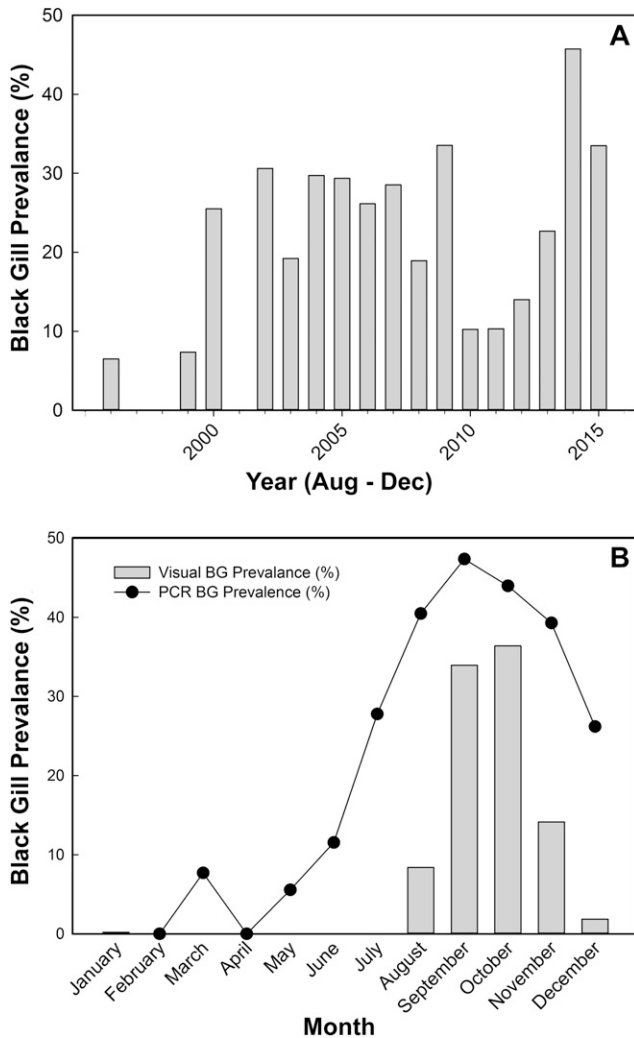 A
50
40
30
20
10
0
Black Gill Prevalance (%)
2000
2005
2010
2015
Year (Aug - Dec)
B
50
40
30
20
10
0
Black Gill Prevalance (%)
Visual BG Prevalance (%)
PCR BG Prevalence (%)
January
February
March
April
May
June
July
August
September
October
November
December
Month